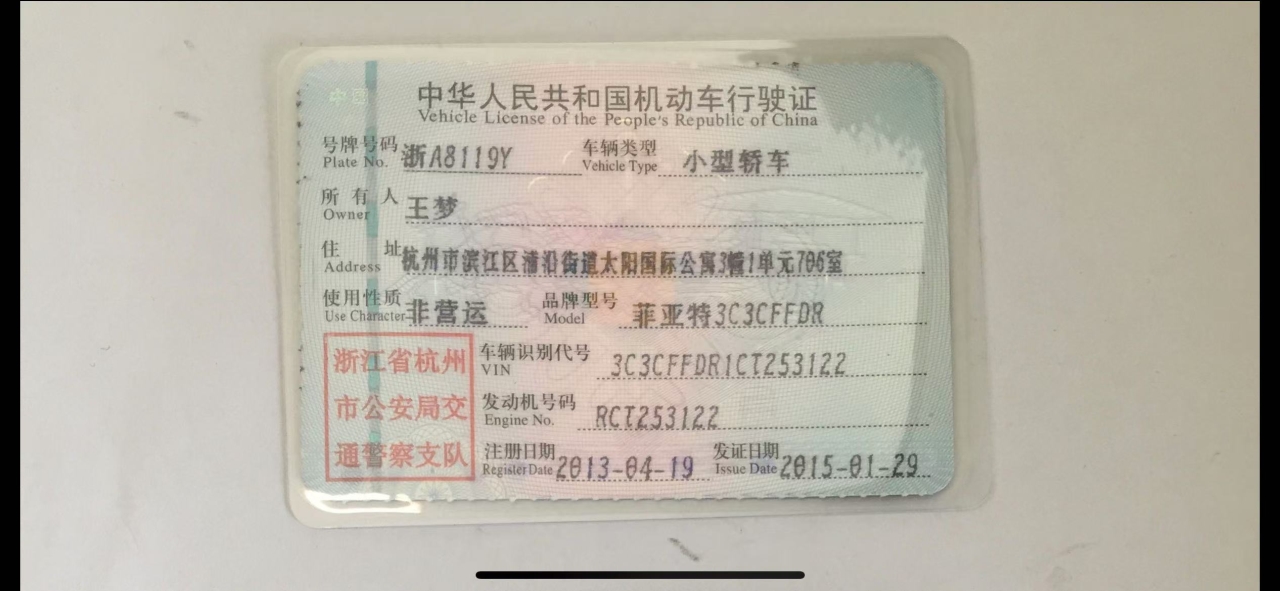 中华人民共和国机动车行驶证
Vehicle License of the People's Republic of China
号牌号码 浙A8119Y 车辆类型 小型轿车
Plate No. Vehicle Type
所有人 王梦
Owner
住址 杭州市滨江区浦沿街道太阳国际公寓3幢1单元706室
Address
使用性质 非营运 品牌型号 菲亚特3C3CFFDR
Use Character Model
浙江省杭州
市公安局交
通警察支队
车辆识别代号 3C3CFFDR1CT253122
VIN
发动机号码 RCT253122
Engine No.
注册日期 2013-04-19 发证日期 2015-01-29
Register Date Issue Date